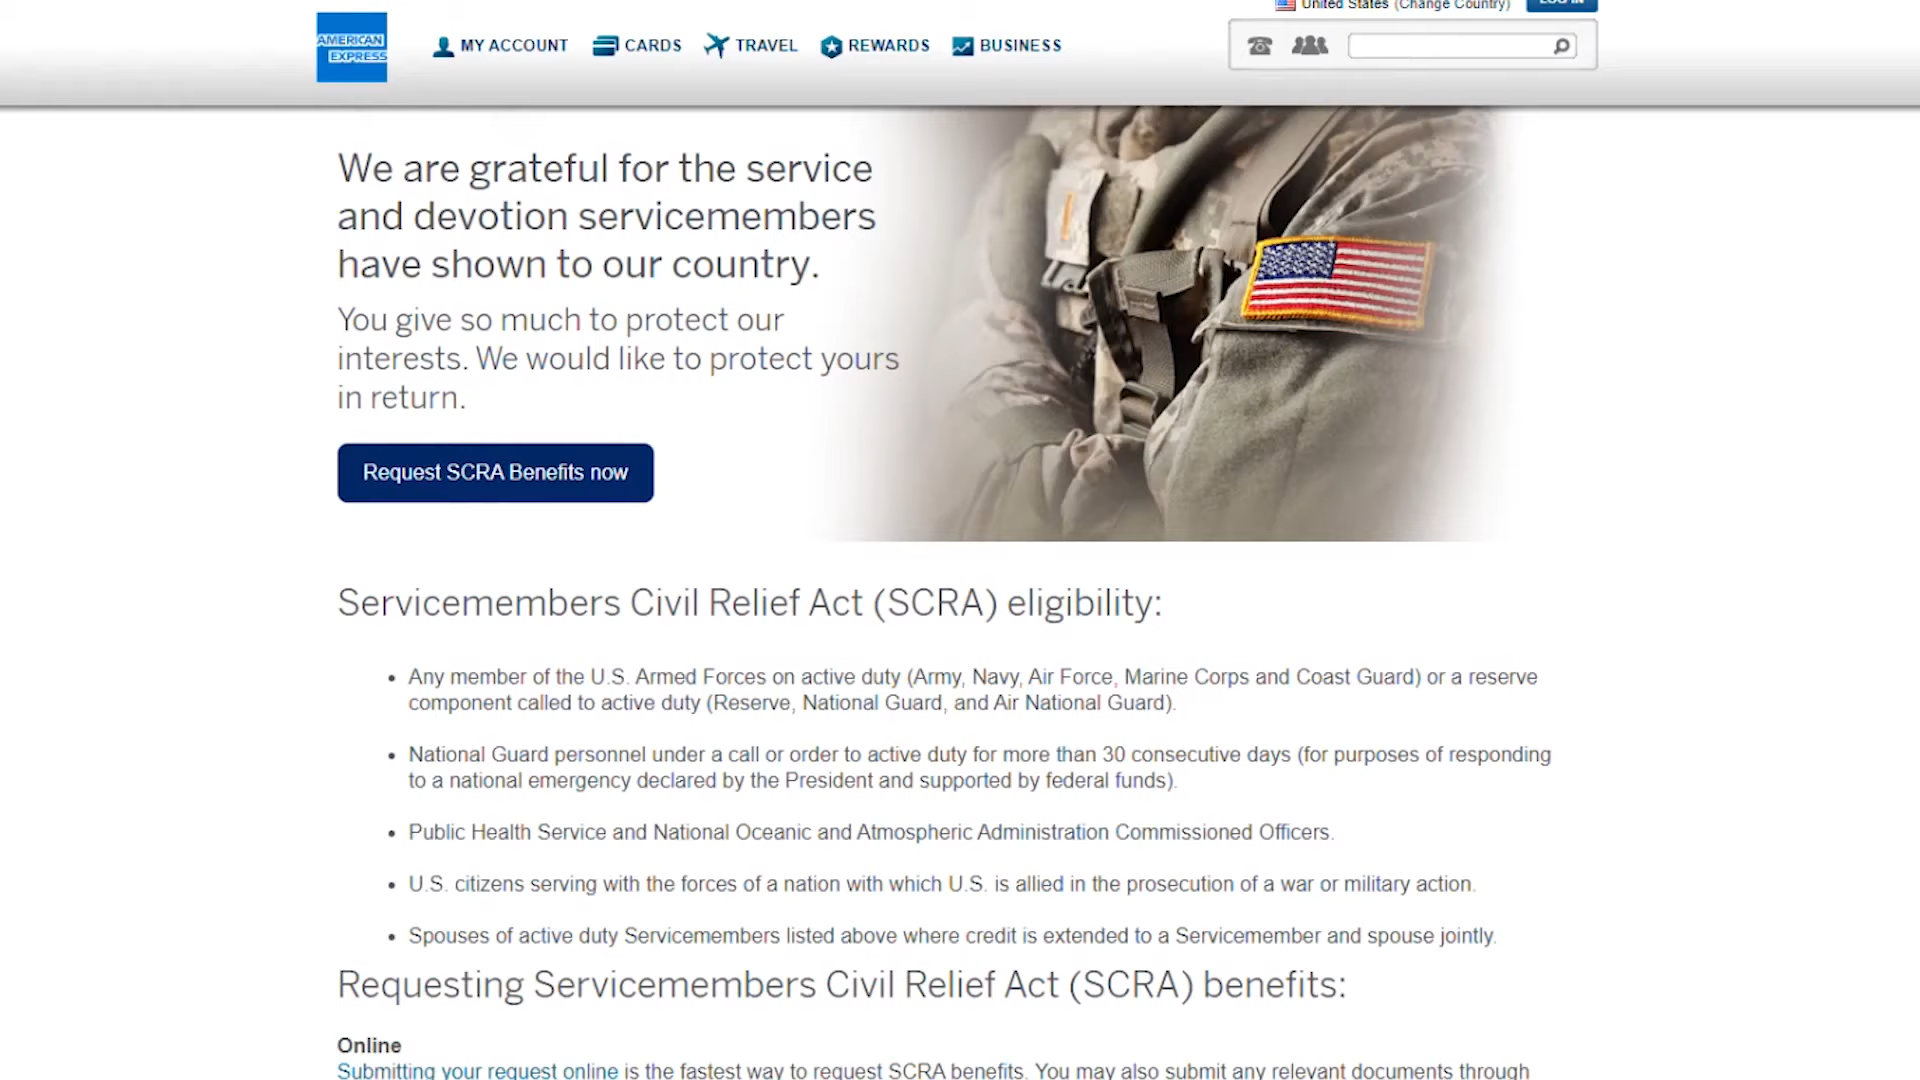 United States (Change Country)
LOG IN
AMERICAN
EXPRESS
MY ACCOUNT
CARDS
TRAVEL
REWARDS
BUSINESS
We are grateful for the service
and devotion servicemembers
have shown to our country.
You give so much to protect our
interests. We would like to protect yours
in return.
Request SCRA Benefits now
Servicemembers Civil Relief Act (SCRA) eligibility:
• Any member of the U.S. Armed Forces on active duty (Army, Navy, Air Force, Marine Corps and Coast Guard) or a reserve
component called to active duty (Reserve, National Guard, and Air National Guard).
• National Guard personnel under a call or order to active duty for more than 30 consecutive days (for purposes of responding
to a national emergency declared by the President and supported by federal funds).
• Public Health Service and National Oceanic and Atmospheric Administration Commissioned Officers.
• U.S. citizens serving with the forces of a nation with which U.S. is allied in the prosecution of a war or military action.
• Spouses of active duty Servicemembers listed above where credit is extended to a Servicemember and spouse jointly.
Requesting Servicemembers Civil Relief Act (SCRA) benefits:
Online
Submitting your request online is the fastest way to request SCRA benefits. You may also submit any relevant documents through